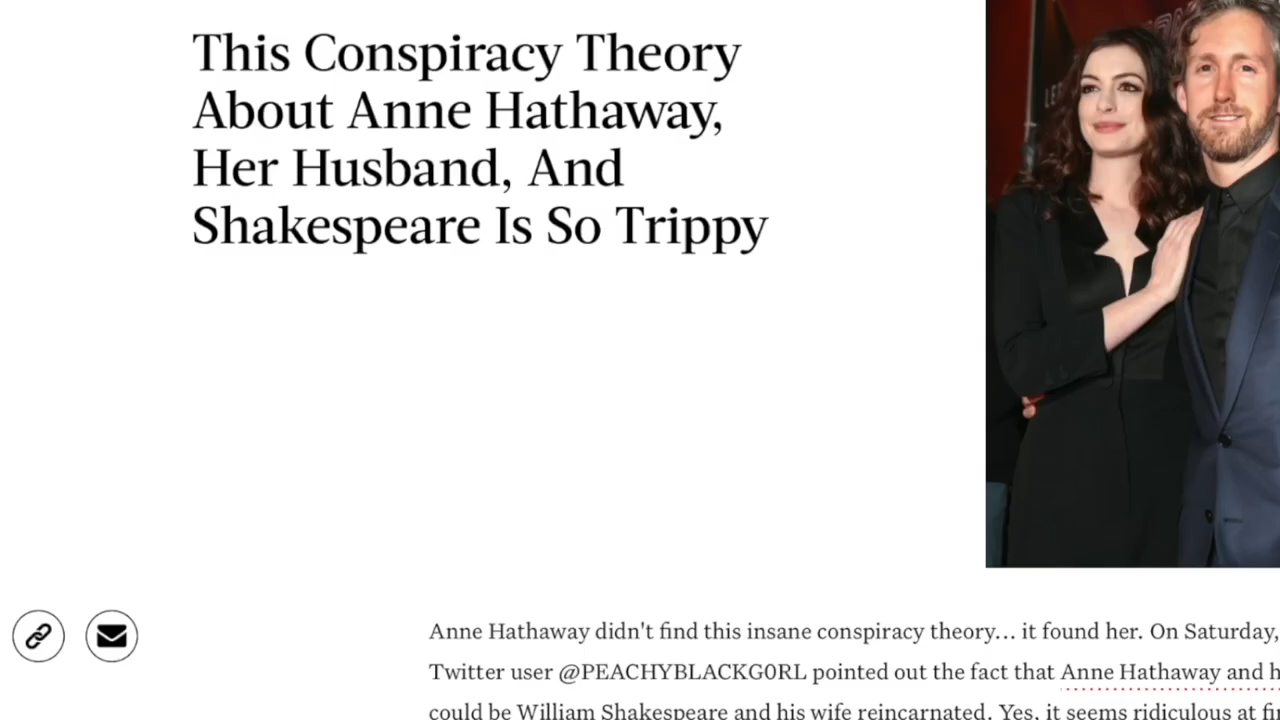 This Conspiracy Theory
About Anne Hathaway,
Her Husband, And
Shakespeare Is So Trippy
Anne Hathaway didn't find this insane conspiracy theory... it found her. On Saturday,
Twitter user @PEACHYBLACKG0RL pointed out the fact that Anne Hathaway and h
could be William Shakespeare and his wife reincarnated. Yes, it seems ridiculous at fir